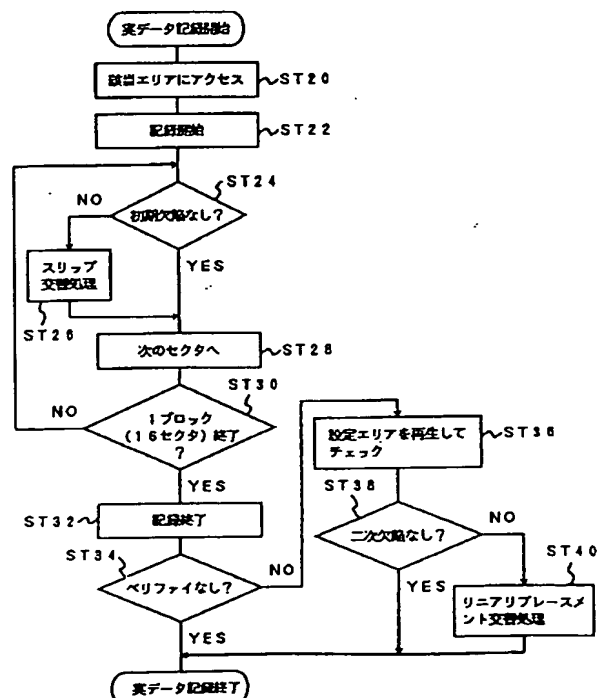 実データ記録開始
該当エリアにアクセス
ST20
記録開始
ST22
ST24
NO
初期欠陥なし?
YES
スリップ
交替処理
ST26
次のセクタへ
ST28
ST30
NO
1ブロック
(16セクタ)終了
?
YES
設定エリアを再生して
チェック
ST36
ST32
記録終了
ST38
二次欠陥なし?
NO
ST34
ベリファイなし?
NO
YES
ST40
リニアリプレースメ
ント交替処理
YES
実データ記録終了